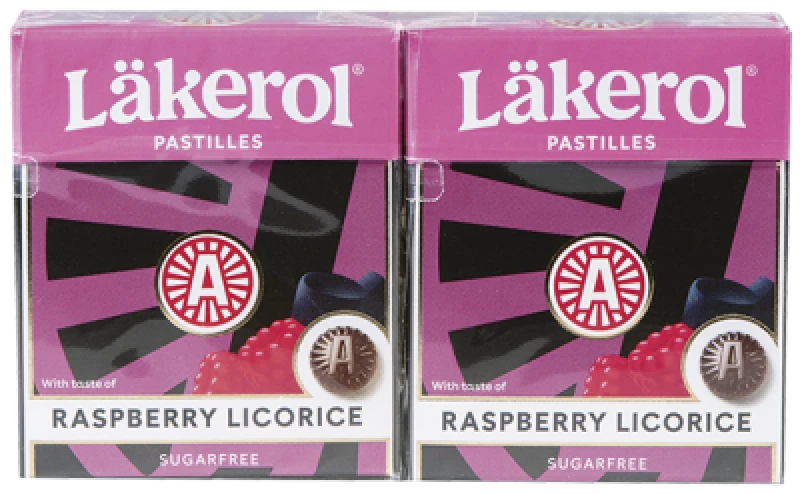 Läkerol®
PASTILLES
A
A
With taste of
RASPBERRY LICORICE
SUGARFREE
Läkerol®
PASTILLES
A
A
With taste of
RASPBERRY LICORICE
SUGARFREE